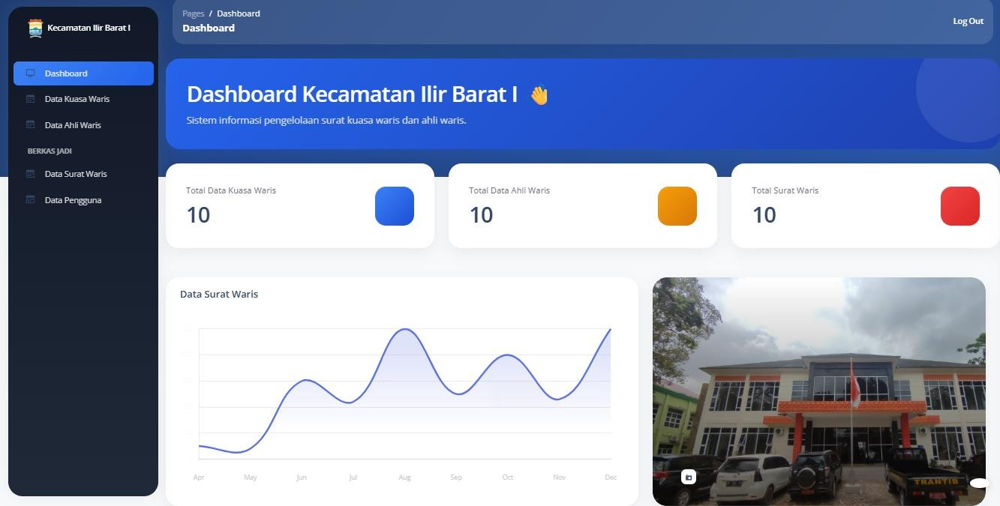 Kecamatan Ilir Barat I
Dashboard
Data Kuasa Waris
Data Ahli Waris
BERKAS JADI
Data Surat Waris
Data Pengguna
Pages / Dashboard
Dashboard
Log Out
Dashboard Kecamatan Ilir Barat I 👋
Sistem informasi pengelolaan surat kuasa waris dan ahli waris.
Total Data Kuasa Waris
10
Total Data Ahli Waris
10
Total Surat Waris
10
Data Surat Waris
Apr May Jun Jul Aug Sep Oct Nov Dec
TRANTIB